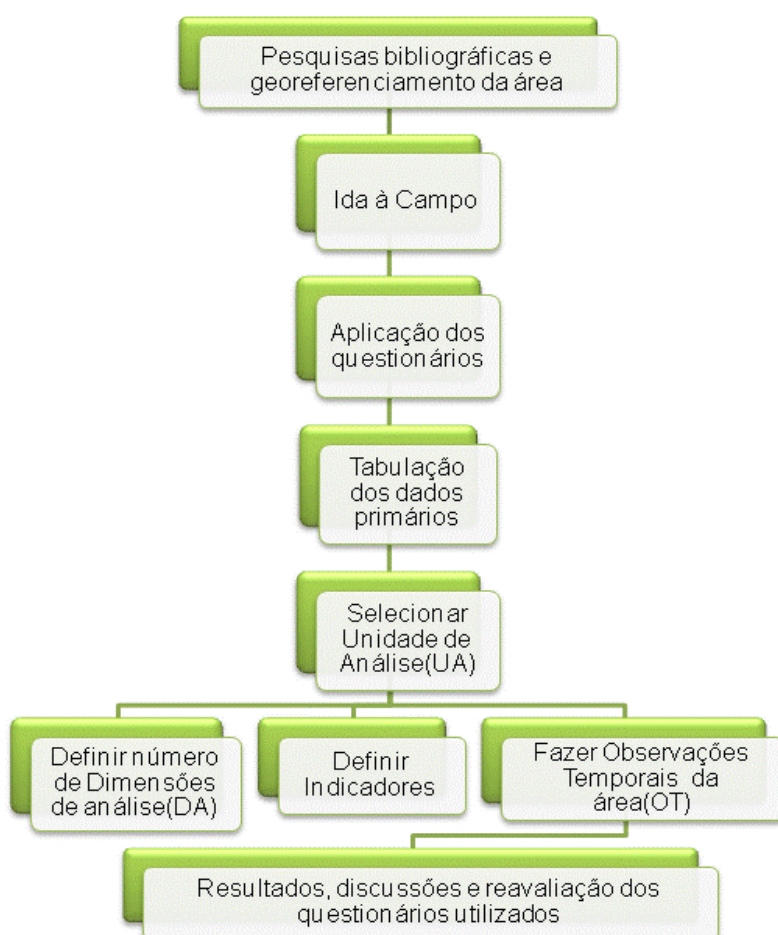 Pesquisas bibliográficas e
georeferenciamento da área
Ida à Campo
Aplicação dos
questionários
Tabulação
dos dados
primários
Selecionar
Unidade de
Análise(UA)
Definir número
de Dimensões
de análise(DA)
Definir
Indicadores
Fazer Observações
Temporais da
área(OT)
Resultados, discussões e reavaliação dos
questionários utilizados